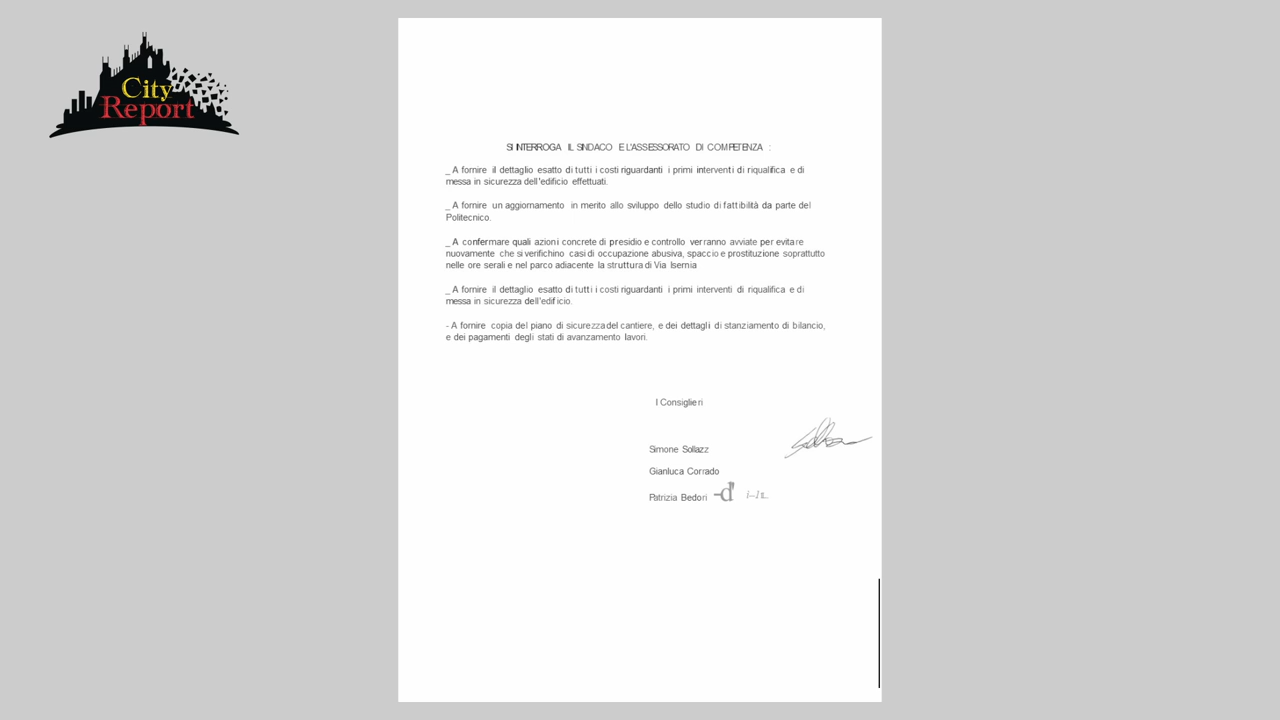 City
Report
SI INTERROGA IL SINDACO E L'ASSESSORATO DI COMPETENZA :
_ A fornire il dettaglio esatto di tutti i costi riguardanti i primi interventi di riqualifica e di
messa in sicurezza dell'edificio effettuati.
_ A fornire un aggiornamento in merito allo sviluppo dello studio di fattibilità da parte del
Politecnico.
_ A confermare quali azioni concrete di presidio e controllo verranno avviate per evitare
nuovamente che si verifichino casi di occupazione abusiva, spaccio e prostituzione soprattutto
nelle ore serali e nel parco adiacente la struttura di Via Isernia
_ A fornire il dettaglio esatto di tutti i costi riguardanti i primi interventi di riqualifica e di
messa in sicurezza dell'edificio.
- A fornire copia del piano di sicurezza del cantiere, e dei dettagli di stanziamento di bilancio,
e dei pagamenti degli stati di avanzamento lavori.
I Consiglieri
Simone Sollazz
Gianluca Corrado
Patrizia Bedori